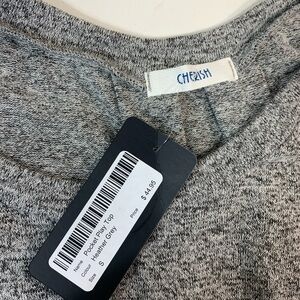 CHERISH
Name Pocket Play Top
Colour Heather Grey
Size S
Price $ 44.95